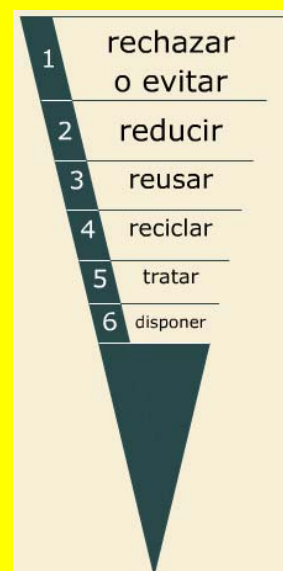 1 rechazar
o evitar
2 reducir
3 reusar
4 reciclar
5 tratar
6 disponer